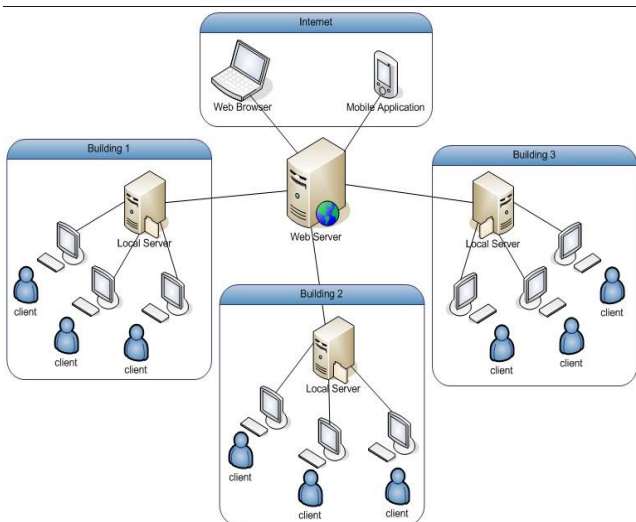 Internet
Web Browser
Mobile Application
Building 1
Local Server
client
client
client
Web Server
Building 3
Local Server
client
client
client
Building 2
Local Server
client
client
client